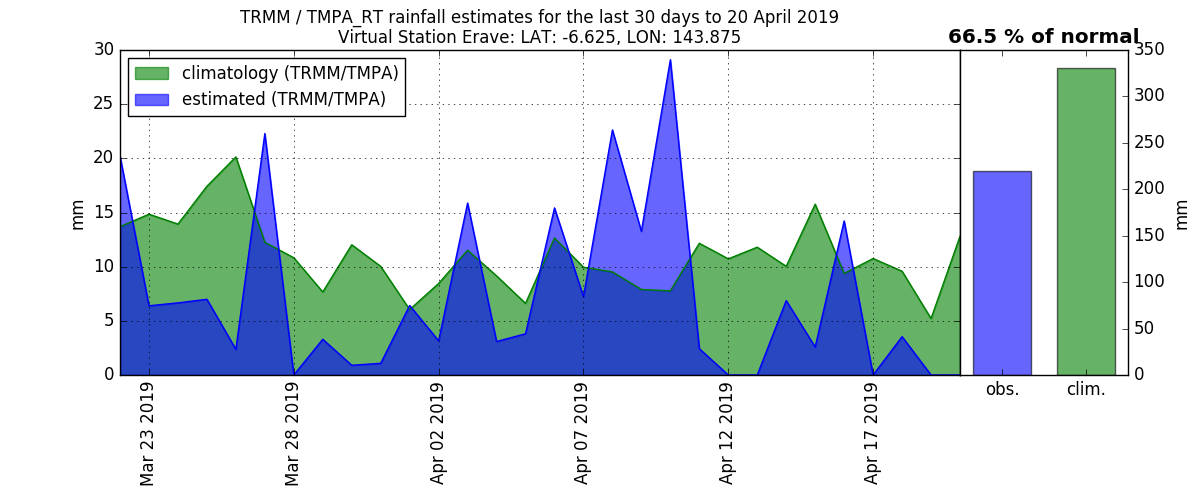 TRMM / TMPA_RT rainfall estimates for the last 30 days to 20 April 2019
Virtual Station Erave: LAT: -6.625, LON: 143.875
66.5 % of normal
climatology (TRMM/TMPA)
estimated (TRMM/TMPA)
30
25
20
15
10
5
0
mm
Mar 23 2019
Mar 28 2019
Apr 02 2019
Apr 07 2019
Apr 12 2019
Apr 17 2019
350
300
250
200
150
100
50
0
mm
obs.
clim.